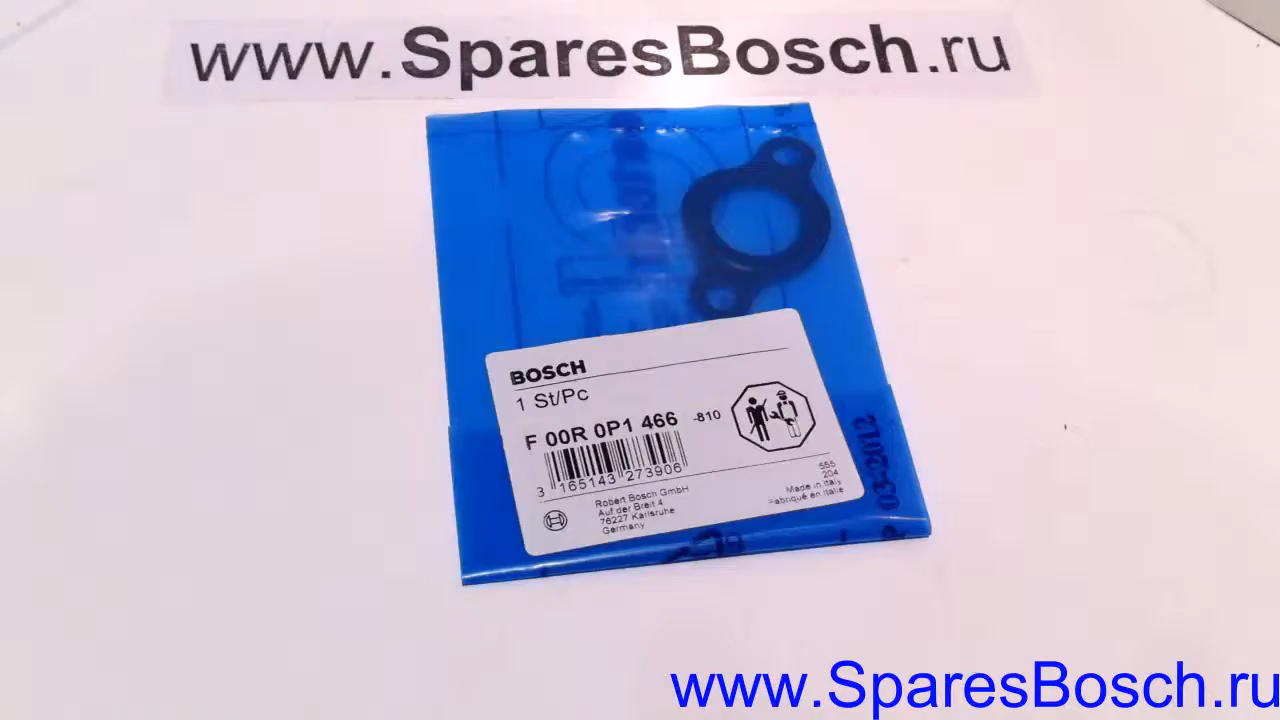 www.SparesBosch.ru
BOSCH
1 St/Pc
F 00R 0P1 466 -810
3 165143 273906
Robert Bosch GmbH
Auf der Breit 4
76227 Karlsruhe
Germany
555
204
Made in Italy
Fabriqué en Italie
03-2012
www.SparesBosch.ru